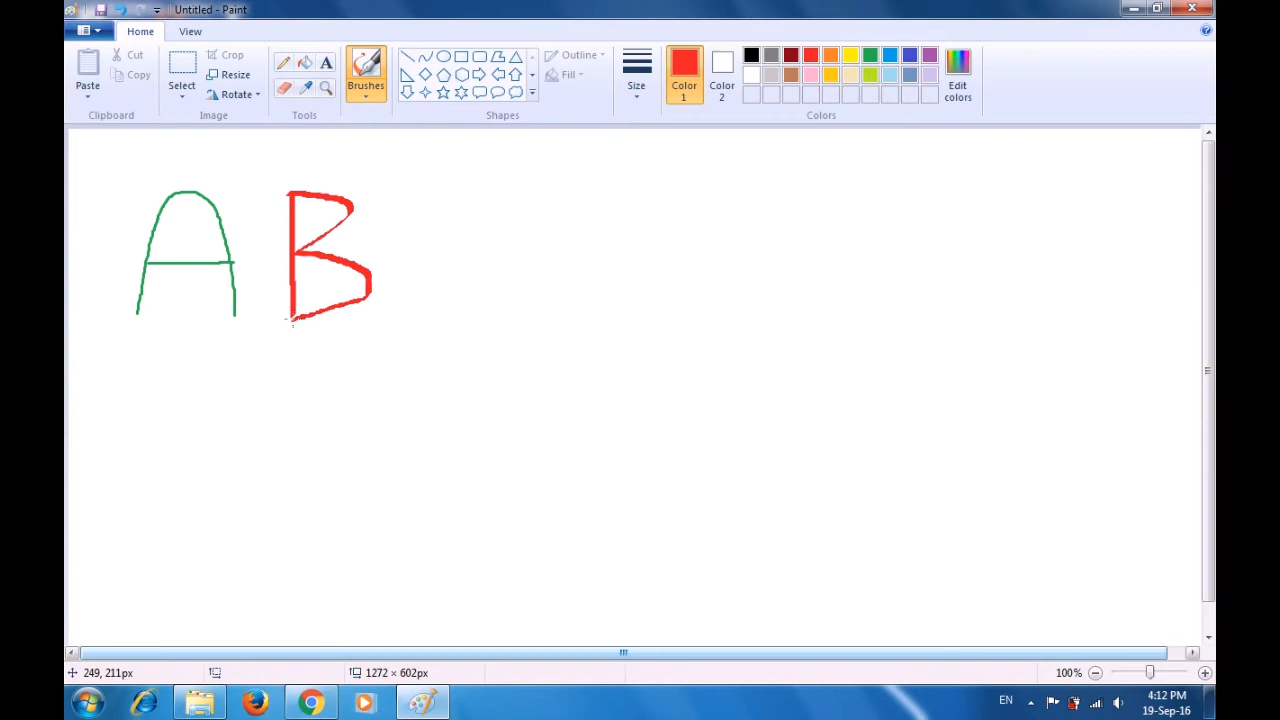 Untitled - Paint
Home View
Paste
Cut
Copy
Clipboard
Select
Crop
Resize
Rotate
Image
A
Tools
Brushes
Outline
Fill
Shapes
Size
Color 1
Color 2
Edit colors
Colors
A B
249, 211px
1272 × 602px
100%
EN
4:12 PM
19-Sep-16